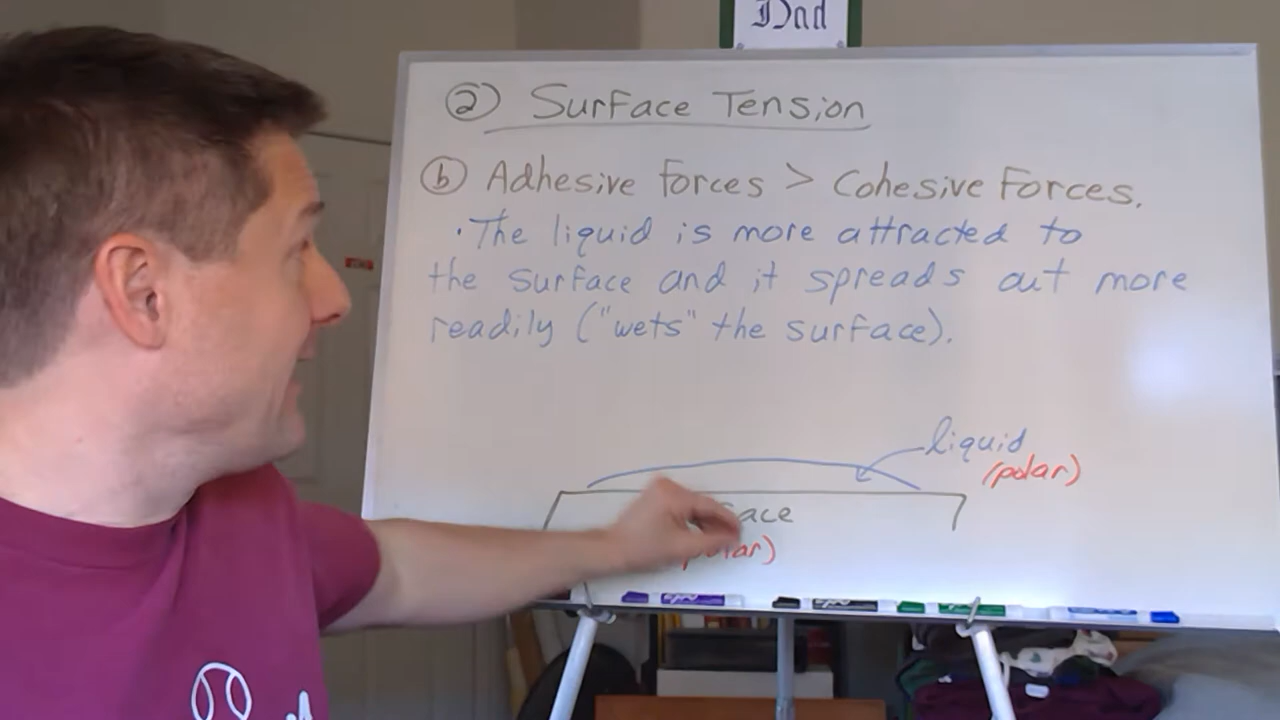 Dad
② Surface Tension
ⓑ Adhesive forces > Cohesive Forces.
· The liquid is more attracted to
the surface and it spreads out more
readily ("wets" the surface).
liquid
(polar)